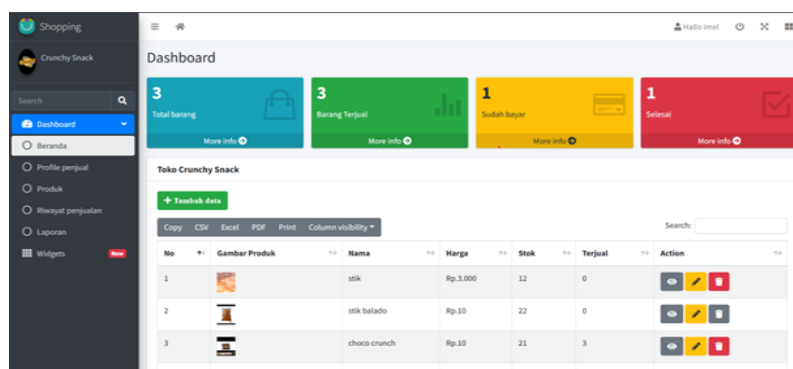 Shopping
Hallo imel
Crunchy Snack
Dashboard
Search
Dashboard
Beranda
Profile penjual
Produk
Riwayat penjualan
Laporan
Widgets New
3
Total barang
More info
3
Barang Terjual
More info
1
Sudah bayar
More info
1
Selesai
More info
Toko Crunchy Snack
+ Tambah data
Copy CSV Excel PDF Print Column visibility
Search:
No Gambar Produk Nama Harga Stok Terjual Action
1 stik Rp.3.000 12 0
2 stik balado Rp.10 22 0
3 choco crunch Rp.10 21 3